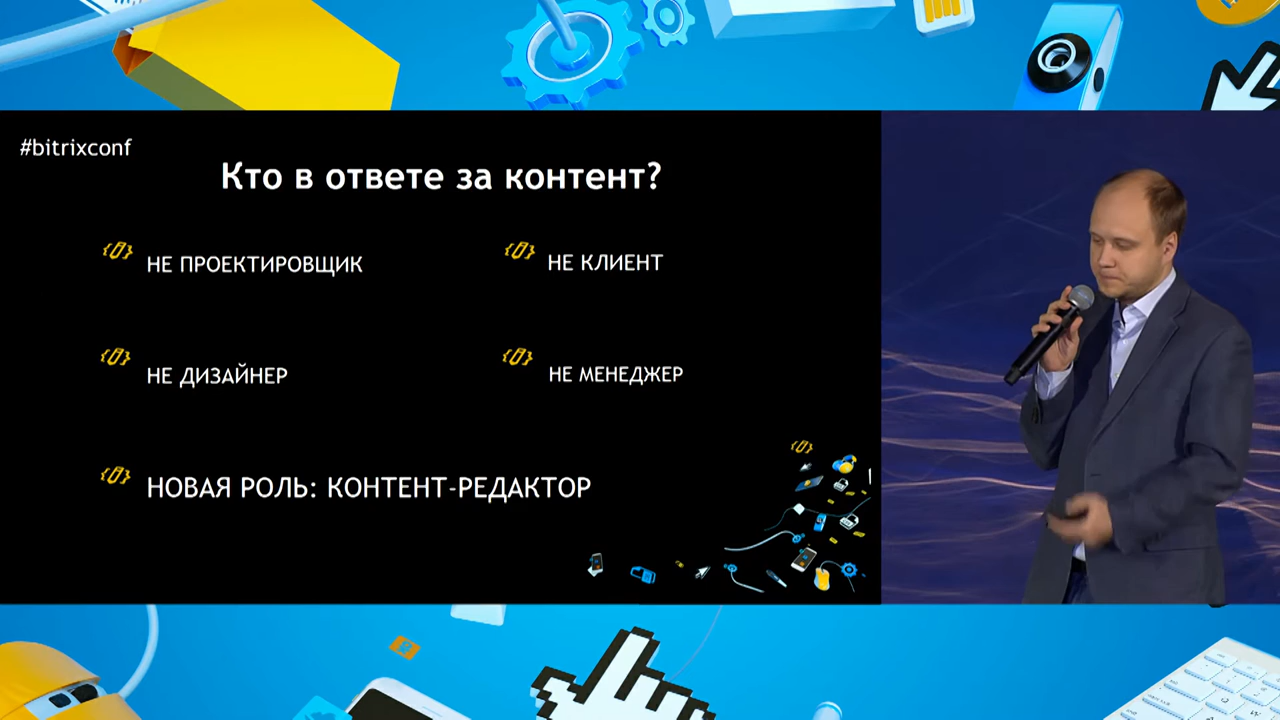 #bitrixconf
Кто в ответе за контент?
НЕ ПРОЕКТИРОВЩИК
НЕ КЛИЕНТ
НЕ ДИЗАЙНЕР
НЕ МЕНЕДЖЕР
НОВАЯ РОЛЬ: КОНТЕНТ-РЕДАКТОР